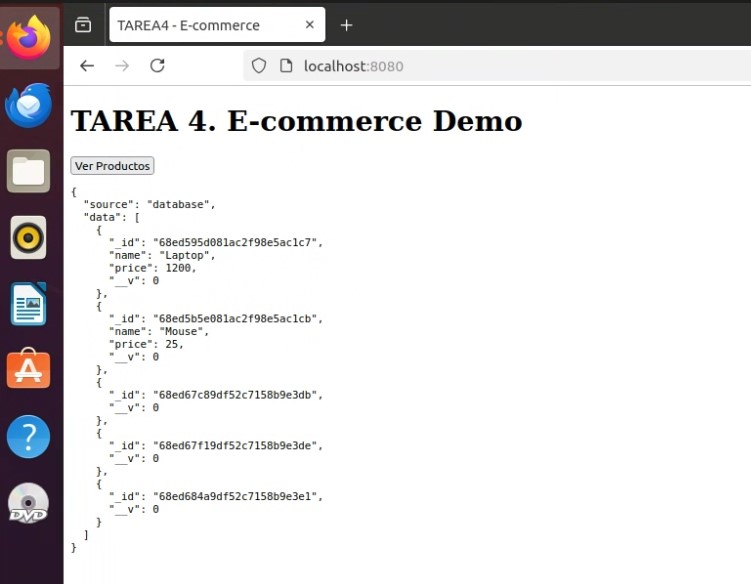 TAREA4 - E-commerce
localhost:8080
TAREA 4. E-commerce Demo
Ver Productos
{
  "source": "database",
  "data": [
    {
      "_id": "68ed595d081ac2f98e5ac1c7",
      "name": "Laptop",
      "price": 1200,
      "__v": 0
    },
    {
      "_id": "68ed5b5e081ac2f98e5ac1cb",
      "name": "Mouse",
      "price": 25,
      "__v": 0
    },
    {
      "_id": "68ed67c89df52c7158b9e3db",
      "__v": 0
    },
    {
      "_id": "68ed67f19df52c7158b9e3de",
      "__v": 0
    },
    {
      "_id": "68ed684a9df52c7158b9e3e1",
      "__v": 0
    }
  ]
}
A
?
DVD